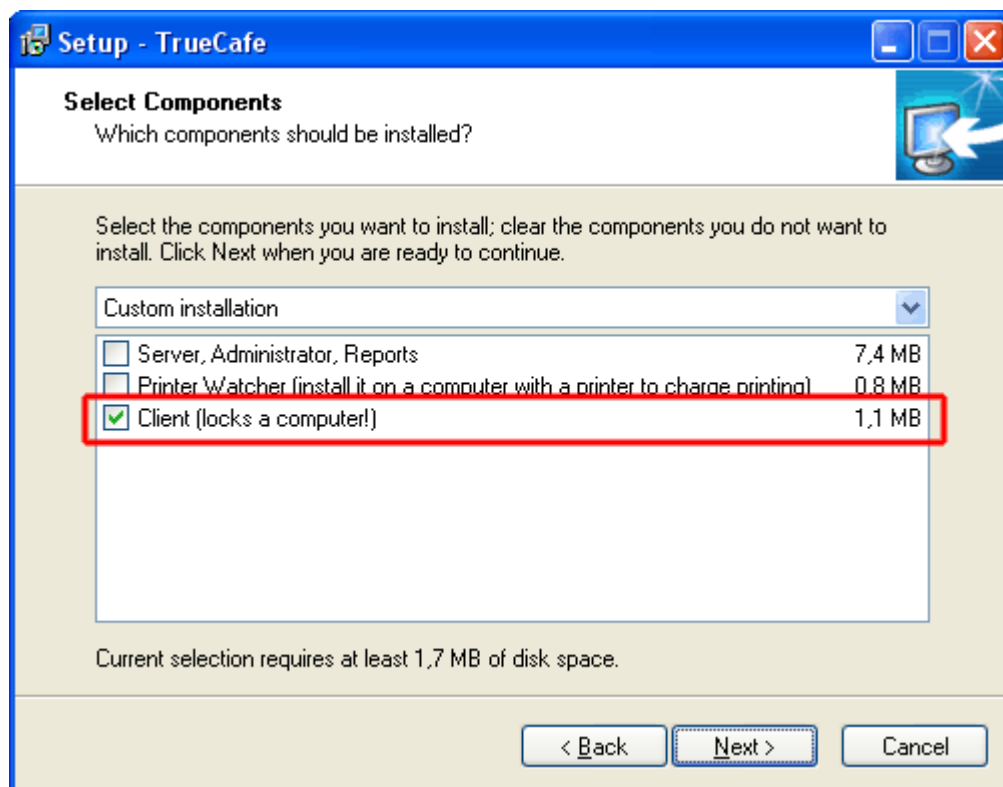 Setup - TrueCafe
Select Components
Which components should be installed?
Select the components you want to install; clear the components you do not want to
install. Click Next when you are ready to continue.
Custom installation
Server, Administrator, Reports 7,4 MB
Printer Watcher (install it on a computer with a printer to charge printing) 0,8 MB
Client (locks a computer!) 1,1 MB
Current selection requires at least 1,7 MB of disk space.
< Back Next > Cancel